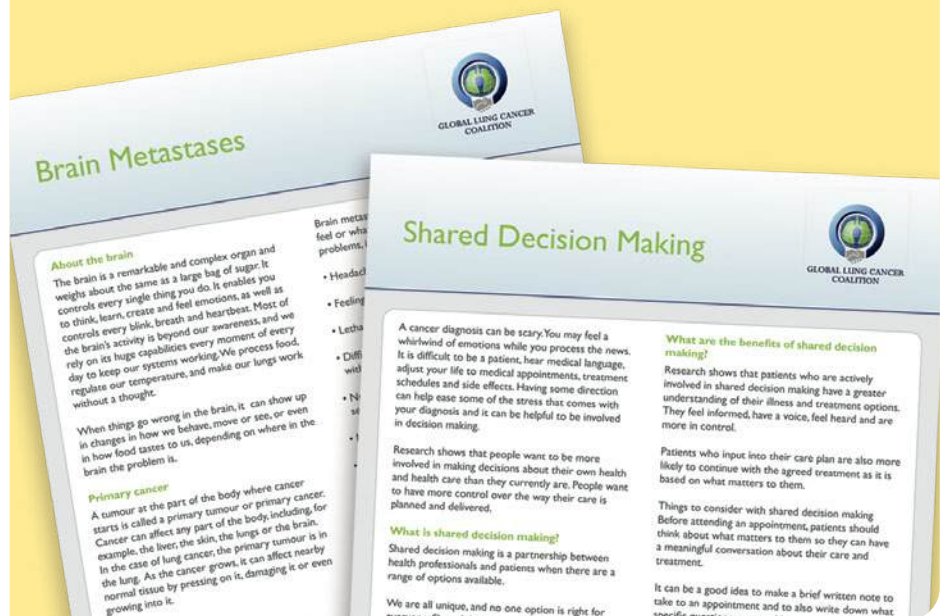 GLOBAL LUNG CANCER
COALITION
Brain Metastases
About the brain
The brain is a remarkable and complex organ and
weighs about the same as a large bag of sugar. It
controls every single thing you do. It enables you
to think, learn, create and feel emotions, as well as
controls every blink, breath and heartbeat. Most of
the brain's activity is beyond our awareness, and we
rely on its huge capabilities every moment of every
day to keep our systems working. We process food,
regulate our temperature, and make our lungs work
without a thought.
When things go wrong in the brain, it can show up
in changes in how we behave, move or see, or even
in how food tastes to us, depending on where in the
brain the problem is.
Primary cancer
A tumour at the part of the body where cancer
starts is called a primary tumour or primary cancer.
Cancer can affect any part of the body, including, for
example, the liver, the skin, the lungs or the brain.
In the case of lung cancer, the primary tumour is in
the lung. As the cancer grows, it can affect nearby
normal tissue by pressing on it, damaging it or even
growing into it.
Brain
feel or
problems,
• Feeling
GLOBAL LUNG CANCER
COALITION
Shared Decision Making
A cancer diagnosis can be scary. You may feel a
whirlwind of emotions while you process the news.
It is difficult to be a patient, hear medical language,
adjust your life to medical appointments, treatment
schedules and side effects. Having some direction
can help ease some of the stress that comes with
your diagnosis and it can be helpful to be involved
in decision making.
Research shows that people want to be more
involved in making decisions about their own health
and health care than they currently are. People want
to have more control over the way their care is
planned and delivered.
What is shared decision making?
Shared decision making is a partnership between
health professionals and patients when there are a
range of options available.
We are all unique, and no one option is right for
What are the benefits of shared decision
making?
Research shows that patients who are actively
involved in shared decision making have a greater
understanding of their illness and treatment options.
They feel informed, have a voice, feel heard and are
more in control.
Patients who input into their care plan are also more
likely to continue with the agreed treatment as it is
based on what matters to them.
Things to consider with shared decision making
Before attending an appointment, patients should
think about what matters to them so they can have
a meaningful conversation about their care and
treatment.
It can be a good idea to make a brief written note to
take to an appointment and to also write down what